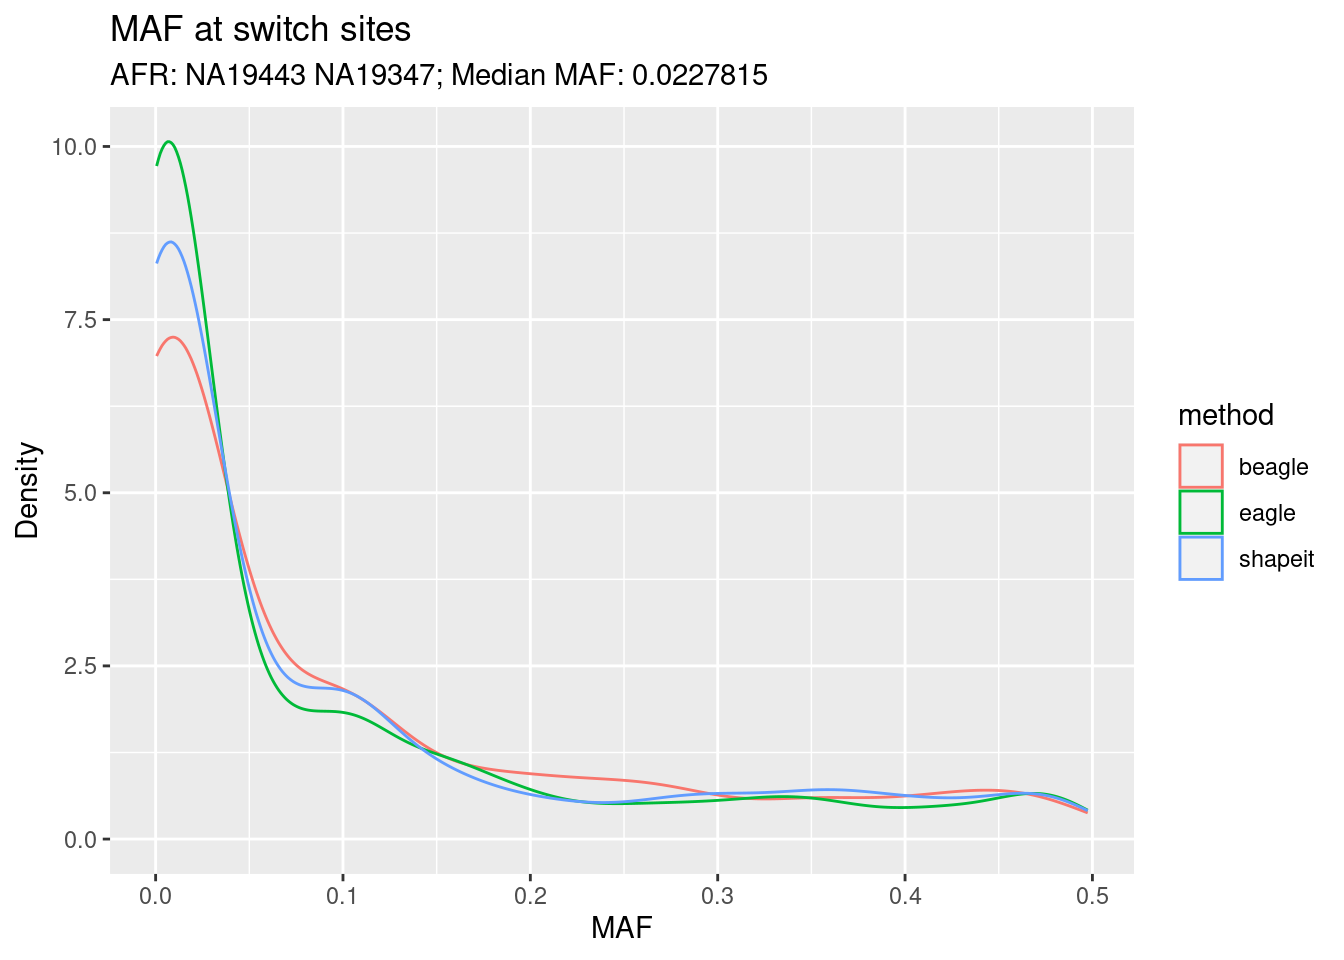 MAF at switch sites
AFR: NA19443 NA19347; Median MAF: 0.0227815
10.0
7.5
5.0
2.5
0.0
Density
0.0 0.1 0.2 0.3 0.4 0.5
MAF
method
beagle
eagle
shapeit